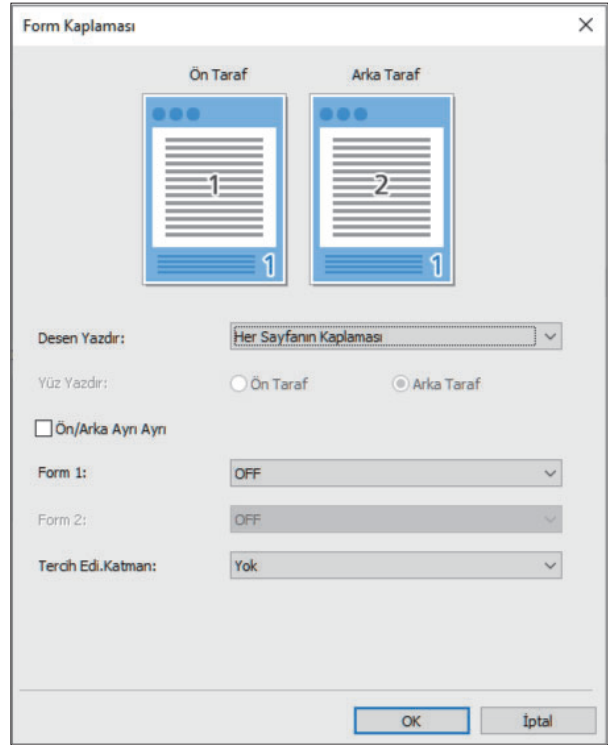 Form Kaplaması
Ön Taraf Arka Taraf
1 2
1 1
Desen Yazdır: Her Sayfanın Kaplaması
Yüz Yazdır: Ön Taraf Arka Taraf
Ön/Arka Ayrı Ayrı
Form 1: OFF
Form 2: OFF
Tercih Edi.Katman: Yok
OK İptal